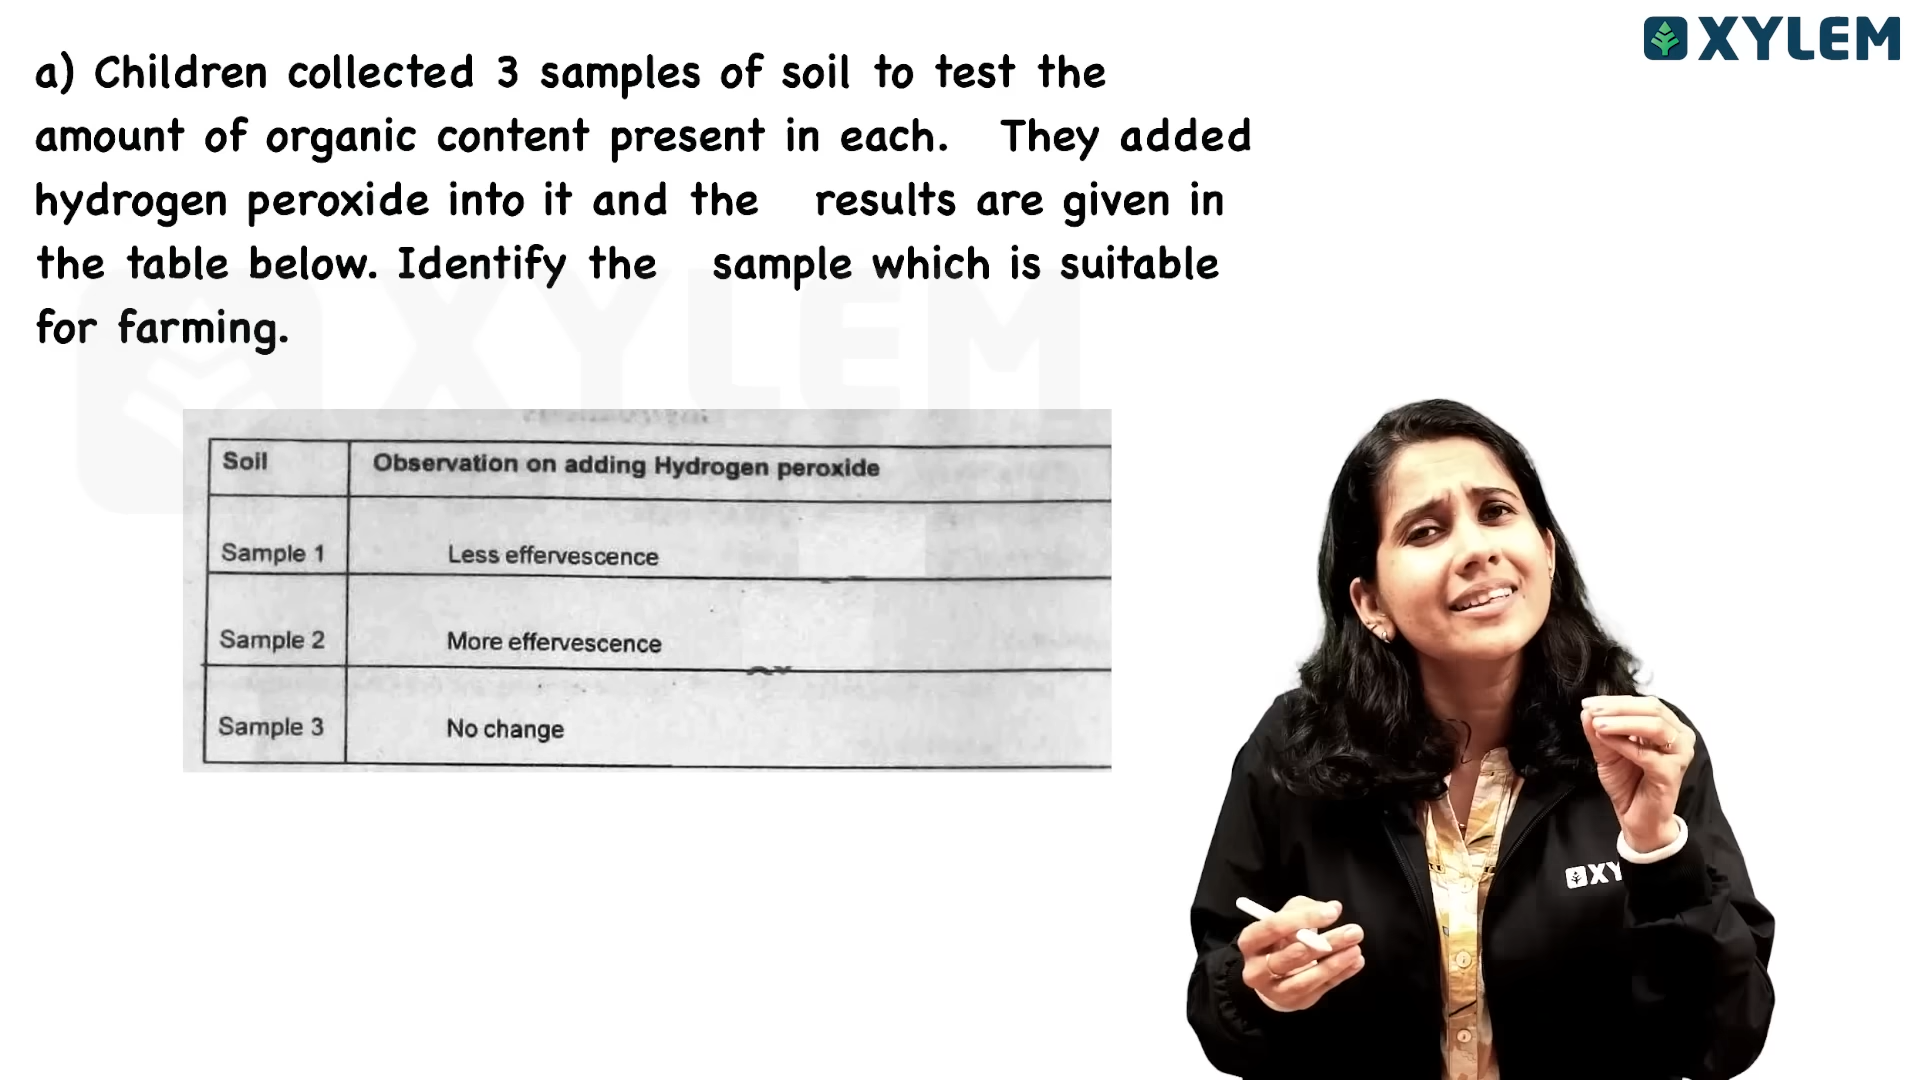 XYLEM
a) Children collected 3 samples of soil to test the
amount of organic content present in each. They added
hydrogen peroxide into it and the results are given in
the table below. Identify the sample which is suitable
for farming.
XYLEM
Soil Observation on adding Hydrogen peroxide
Sample 1 Less effervescence
Sample 2 More effervescence
Sample 3 No change
XY